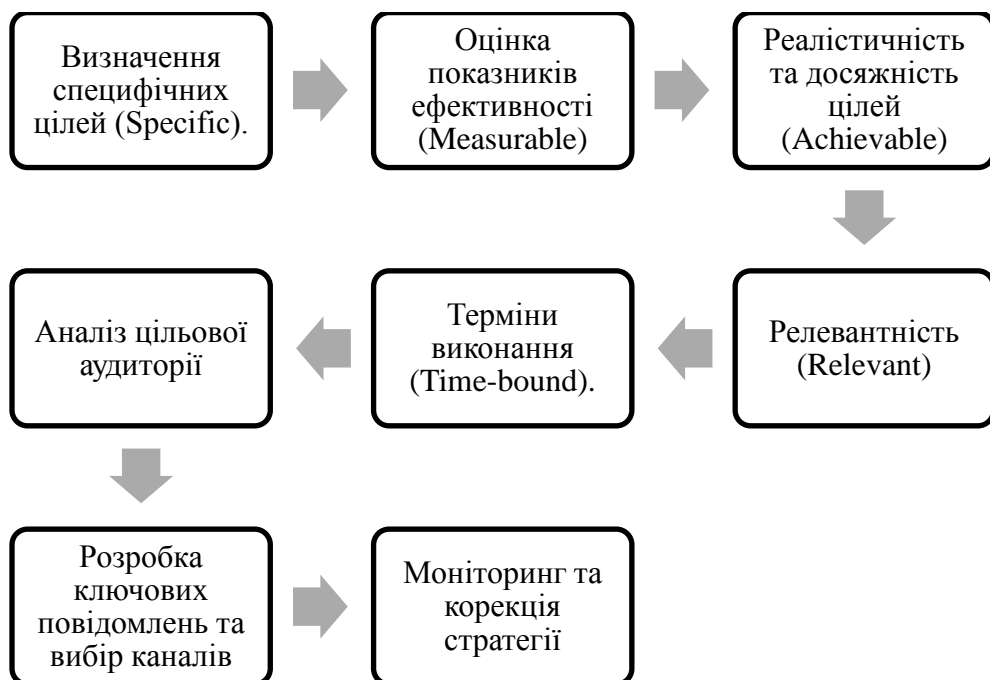 Визначення
специфічних
цілей (Specific).
Оцінка
показників
ефективності
(Measurable)
Реалістичність
та досяжність
цілей
(Achievable)
Релевантність
(Relevant)
Терміни
виконання
(Time-bound).
Аналіз цільової
аудиторії
Розробка
ключових
повідомлень та
вибір каналів
Моніторинг та
корекція
стратегії